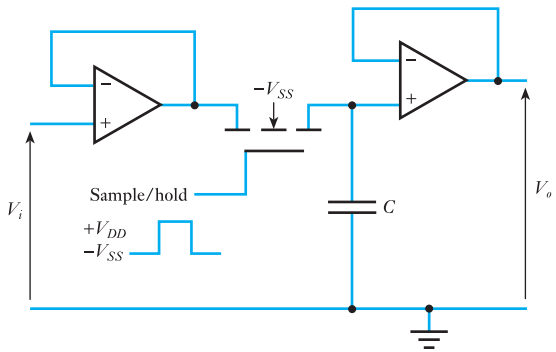 −
+
−V_SS
−
+
Sample/hold
+V_DD
−V_SS
V_i
C
V_o